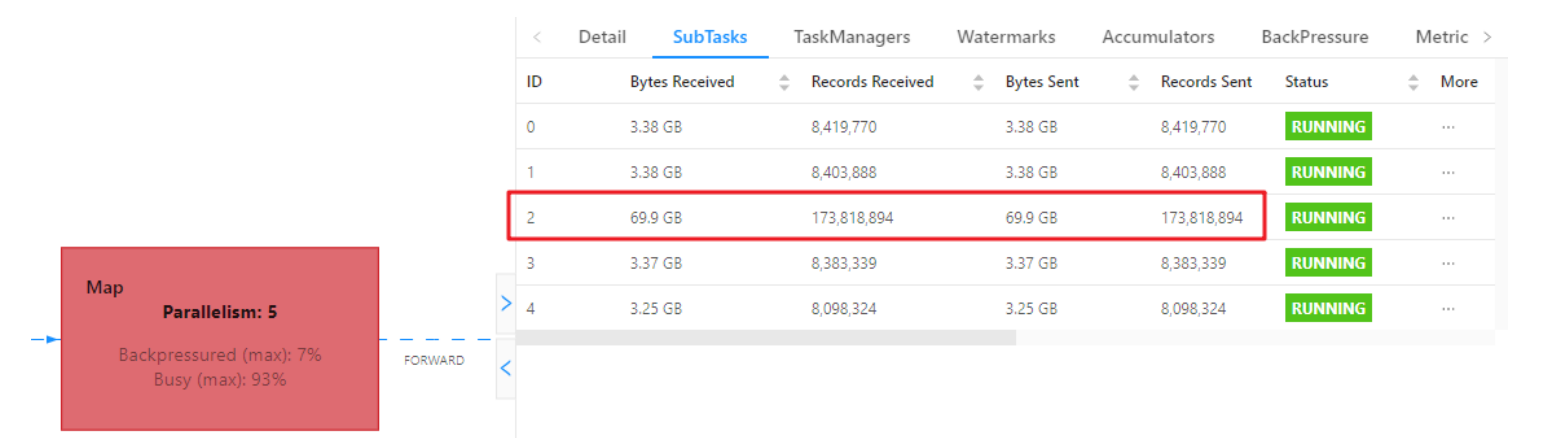 Detail SubTasks TaskManagers Watermarks Accumulators BackPressure Metric
ID Bytes Received Records Received Bytes Sent Records Sent Status More
0 3.38 GB 8,419,770 3.38 GB 8,419,770 RUNNING ...
1 3.38 GB 8,403,888 3.38 GB 8,403,888 RUNNING ...
2 69.9 GB 173,818,894 69.9 GB 173,818,894 RUNNING ...
3 3.37 GB 8,383,339 3.37 GB 8,383,339 RUNNING ...
4 3.25 GB 8,098,324 3.25 GB 8,098,324 RUNNING ...
Map
Parallelism: 5
Backpressured (max): 7%
Busy (max): 93%
FORWARD